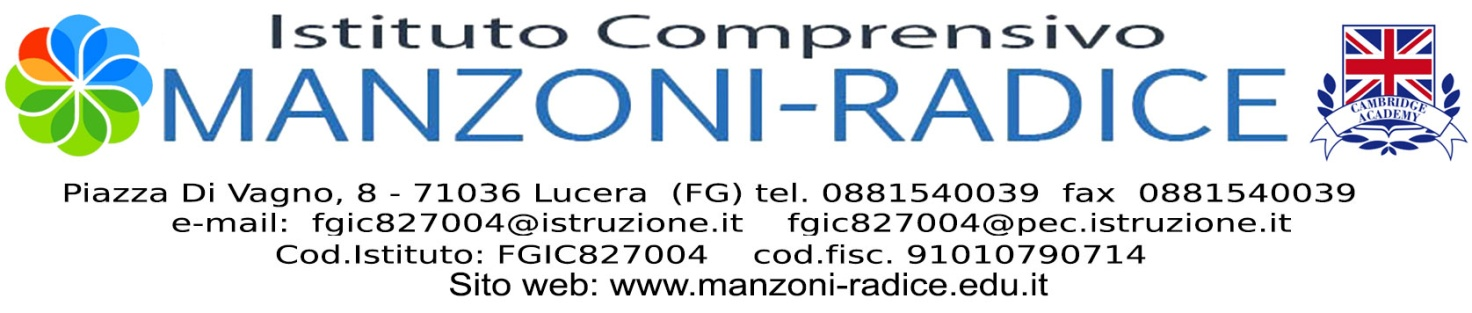 Istituto Comprensivo
MANZONI-RADICE
CAMBRIDGE
ACADEMY
Piazza Di Vagno, 8 - 71036 Lucera (FG) tel. 0881540039 fax 0881540039
e-mail: fgic827004@istruzione.it fgic827004@pec.istruzione.it
Cod.Istituto: FGIC827004 cod.fisc. 91010790714
Sito web: www.manzoni-radice.edu.it